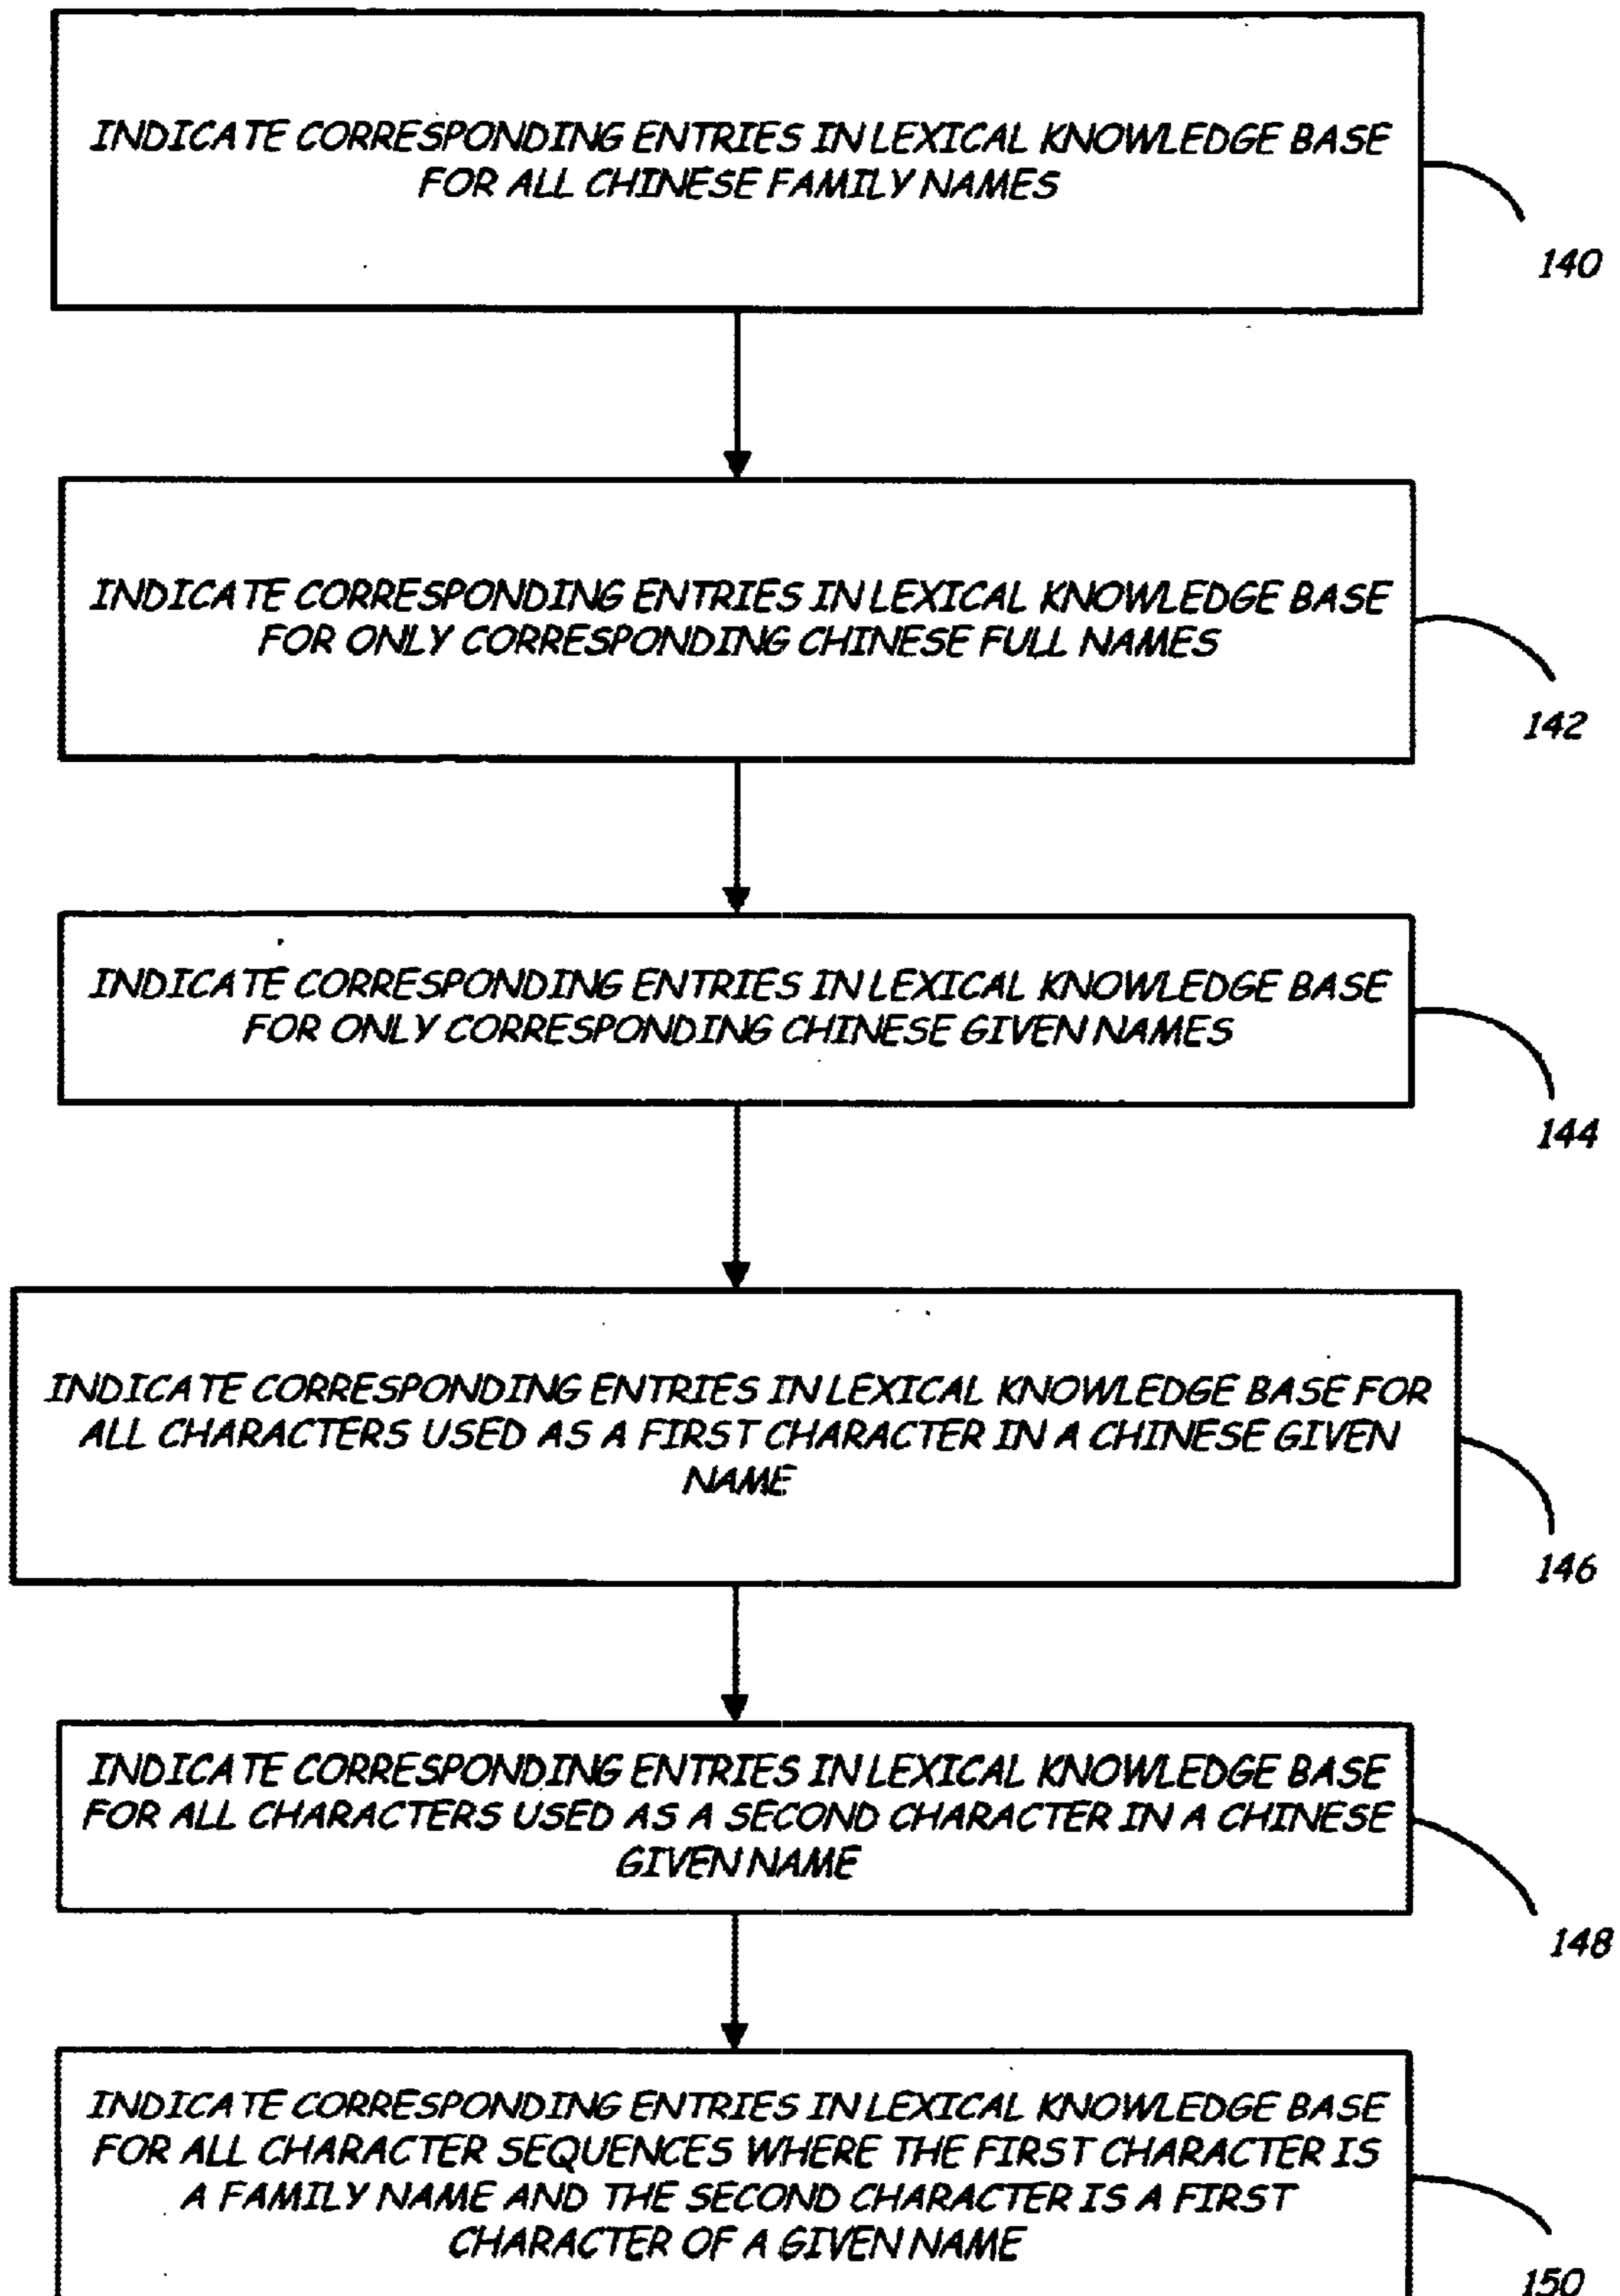 INDICATE CORRESPONDING ENTRIES IN LEXICAL KNOWLEDGE BASE
FOR ALL CHINESE FAMILY NAMES
140
INDICATE CORRESPONDING ENTRIES IN LEXICAL KNOWLEDGE BASE
FOR ONLY CORRESPONDING CHINESE FULL NAMES
142
INDICATE CORRESPONDING ENTRIES IN LEXICAL KNOWLEDGE BASE
FOR ONLY CORRESPONDING CHINESE GIVEN NAMES
144
INDICATE CORRESPONDING ENTRIES IN LEXICAL KNOWLEDGE BASE FOR
ALL CHARACTERS USED AS A FIRST CHARACTER IN A CHINESE GIVEN
NAME
146
INDICATE CORRESPONDING ENTRIES IN LEXICAL KNOWLEDGE BASE
FOR ALL CHARACTERS USED AS A SECOND CHARACTER IN A CHINESE
GIVEN NAME
148
INDICATE CORRESPONDING ENTRIES IN LEXICAL KNOWLEDGE BASE
FOR ALL CHARACTER SEQUENCES WHERE THE FIRST CHARACTER IS
A FAMILY NAME AND THE SECOND CHARACTER IS A FIRST
CHARACTER OF A GIVEN NAME
150